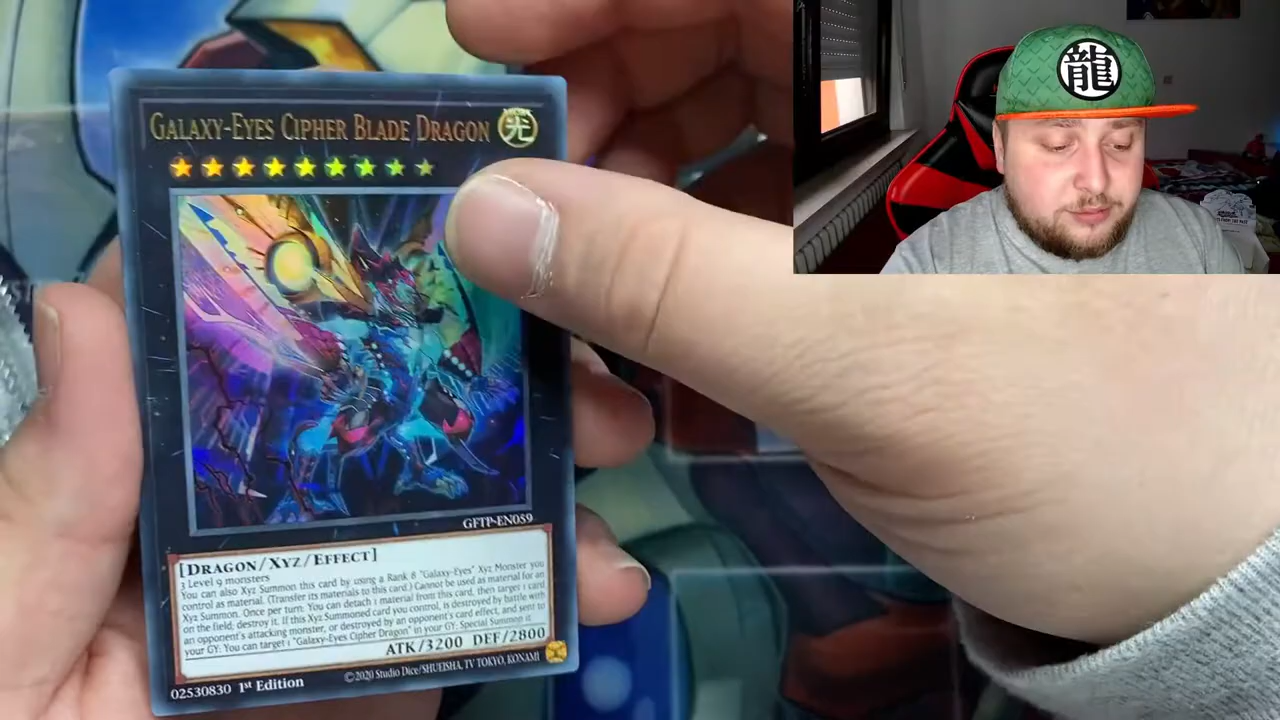 GALAXY-EYES CIPHER BLADE DRAGON 光
龍
GFTP-EN059
[DRAGON/XYZ/EFFECT]
3 Level 9 monsters
You can also Xyz Summon this card by using a Rank 8 "Galaxy-Eyes" Xyz Monster you
control as material. (Transfer its materials to this card.) Cannot be used as material for an
Xyz Summon. Once per turn: You can detach 1 material from this card, then target 1 card
on the field; destroy it. If this Xyz Summoned card you control, is destroyed by battle with
an opponent's attacking monster, or destroyed by an opponent's card effect, and sent to
your GY: You can target 1 "Galaxy-Eyes Cipher Dragon" in your GY; Special Summon it.
ATK/3200 DEF/2800
02530830 1st Edition
©2020 Studio Dice/SHUEISHA, TV TOKYO, KONAMI